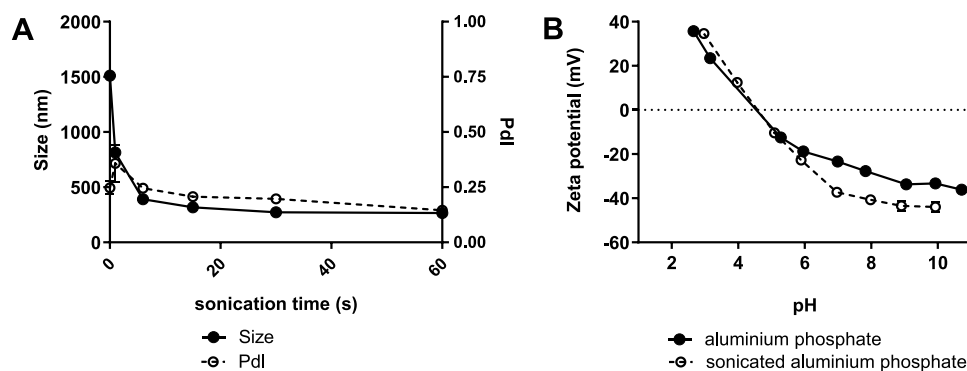 A
2000
1500
1000
500
0
Size (nm)
1.00
0.75
0.50
0.25
0.00
PdI
0
20
40
60
sonication time (s)
Size
PdI
B
40
20
0
-20
-40
-60
Zeta potential (mV)
2
4
6
8
10
pH
aluminium phosphate
sonicated aluminium phosphate